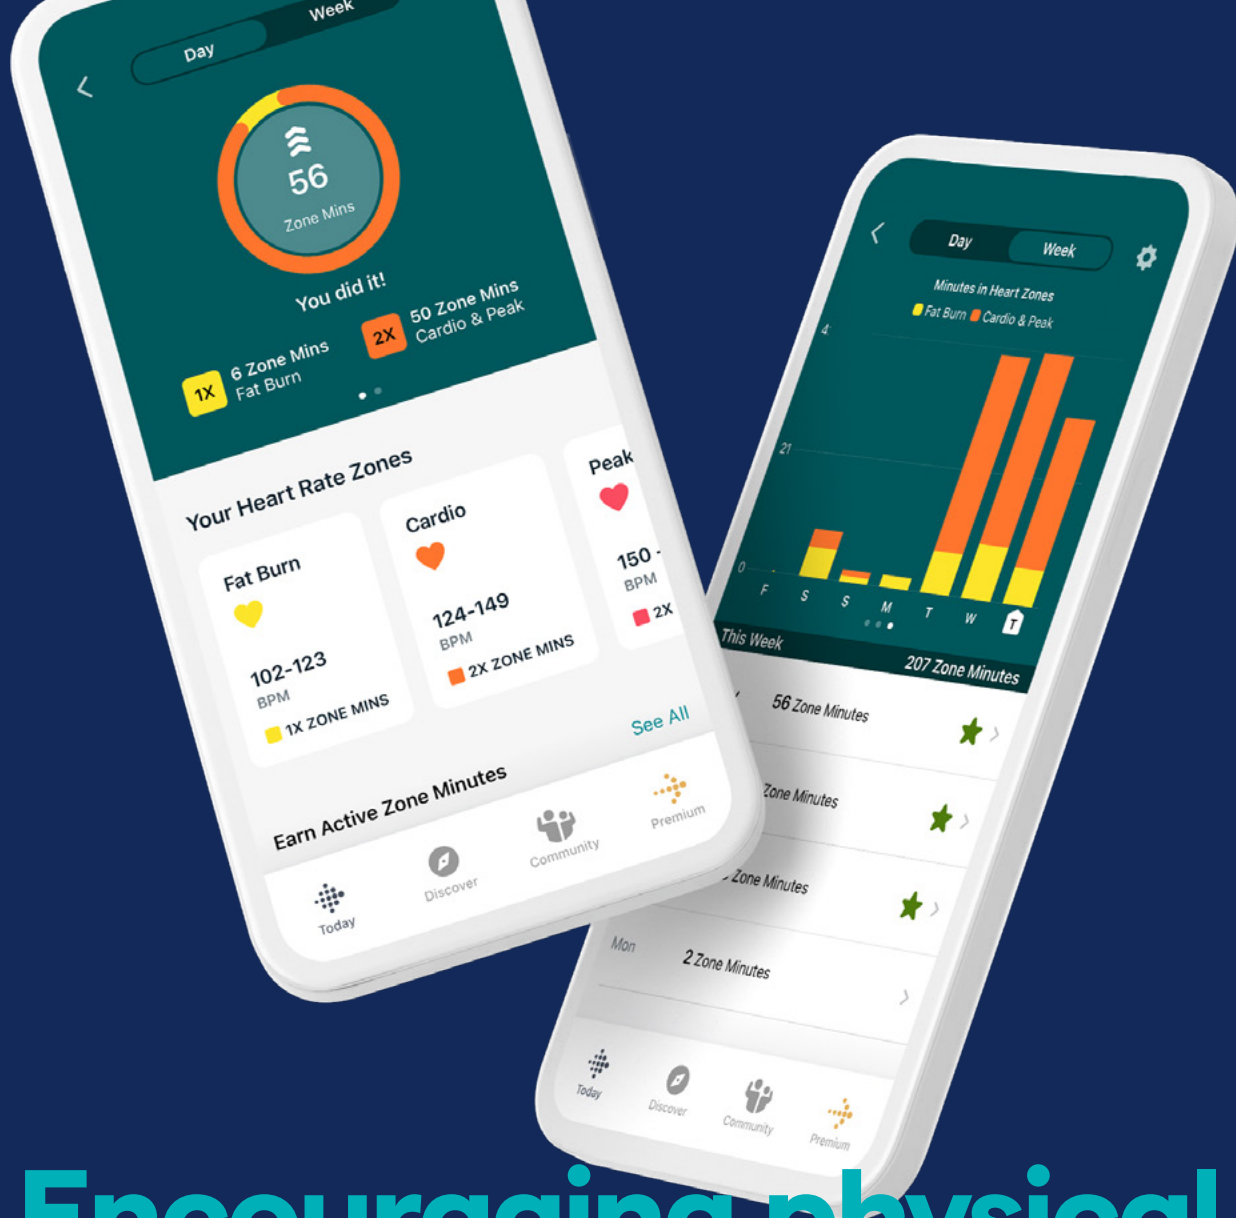 Day
Week
56
Zone Mins
You did it!
1X
6 Zone Mins
Fat Burn
2X
50 Zone Mins
Cardio & Peak
Your Heart Rate Zones
Fat Burn
102-123
BPM
1X ZONE MINS
Cardio
124-149
BPM
2X ZONE MINS
Peak
150 -
BPM
2X
See All
Earn Active Zone Minutes
Today
Discover
Community
Premium
Day
Week
Minutes in Heart Zones
Fat Burn
Cardio & Peak
4
21
0
F S S M T W T
This Week
207 Zone Minutes
56 Zone Minutes
Zone Minutes
Zone Minutes
Mon
2 Zone Minutes
Today
Discover
Community
Premium
Encouraging physical